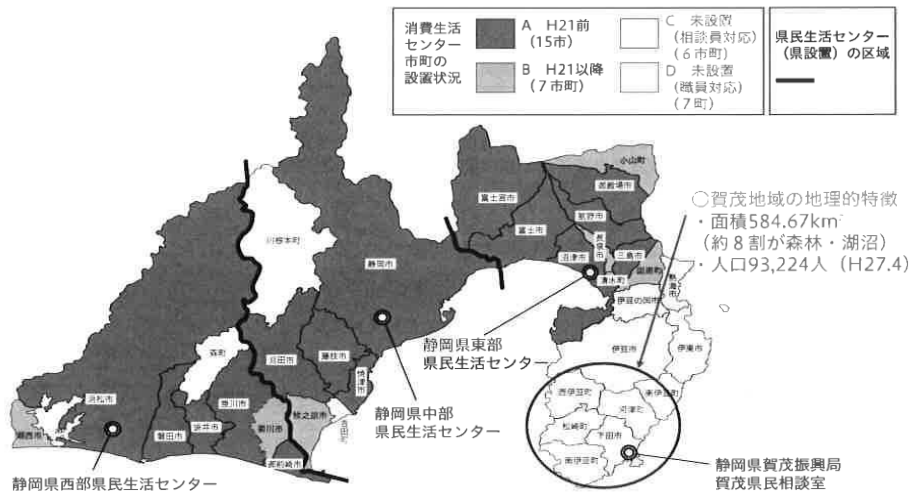 消費生活
センター
市町の
設置状況
A H21前
(15市)
B H21以降
(7市町)
C 未設置
(相談員対応)
(6市町)
D 未設置
(職員対応)
(7町)
県民生活センター
(県設置)の区域
小山町
御殿場市
富士宮市
裾野市
富士市
長泉町
沼津市
三島市
清水町
函南町
熱海市
伊豆の国市
伊豆市
伊東市
○賀茂地域の地理的特徴
・面積584.67km²
(約8割が森林・湖沼)
・人口93,224人(H27.4)
川根本町
静岡市
静岡県東部
県民生活センター
森町
島田市
藤枝市
焼津市
静岡県中部
県民生活センター
浜松市
湖西市
磐田市
袋井市
掛川市
菊川市
牧之原市
吉田町
御前崎市
西伊豆町
東伊豆町
河津町
松崎町
下田市
南伊豆町
静岡県西部県民生活センター
静岡県賀茂振興局
賀茂県民相談室